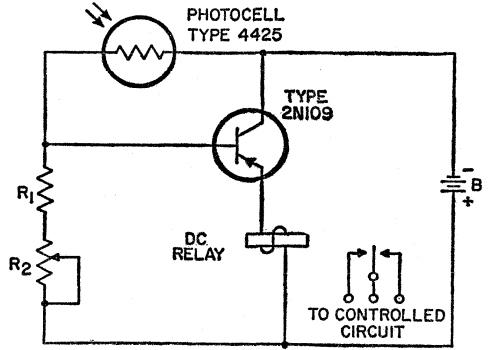 PHOTOCELL
TYPE 4425
TYPE
2N109
R1
R2
DC
RELAY
-
B
+
TO CONTROLLED
CIRCUIT